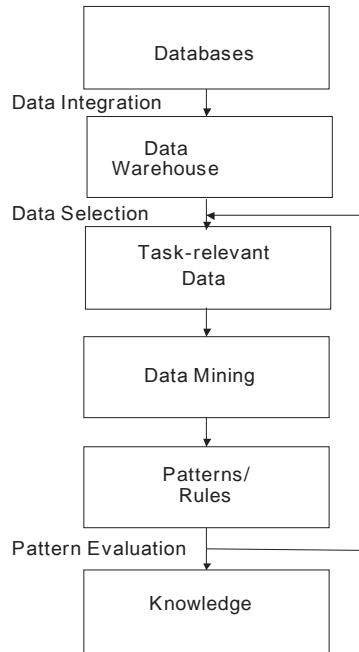 Databases
Data Integration
Data
Warehouse
Data Selection
Task-relevant
Data
Data Mining
Patterns/
Rules
Pattern Evaluation
Knowledge